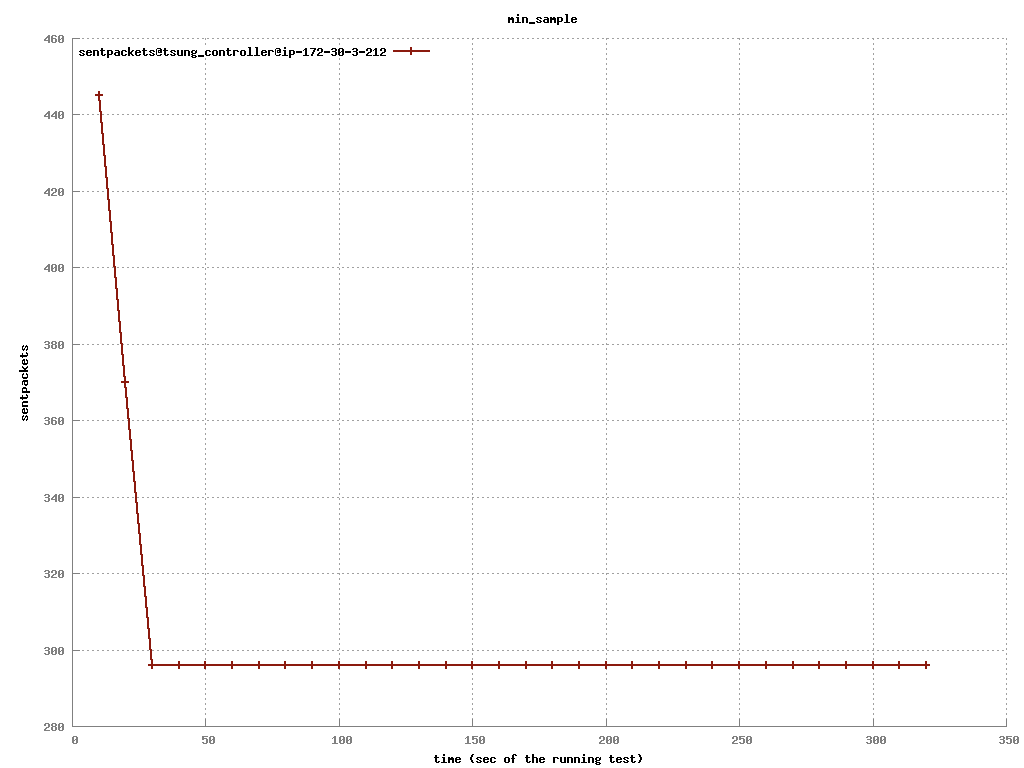 min_sample
460
sentpackets@tsung_controller@ip-172-30-3-212
440
420
400
380
sentpackets
360
340
320
300
280
0 50 100 150 200 250 300 350
time (sec of the running test)